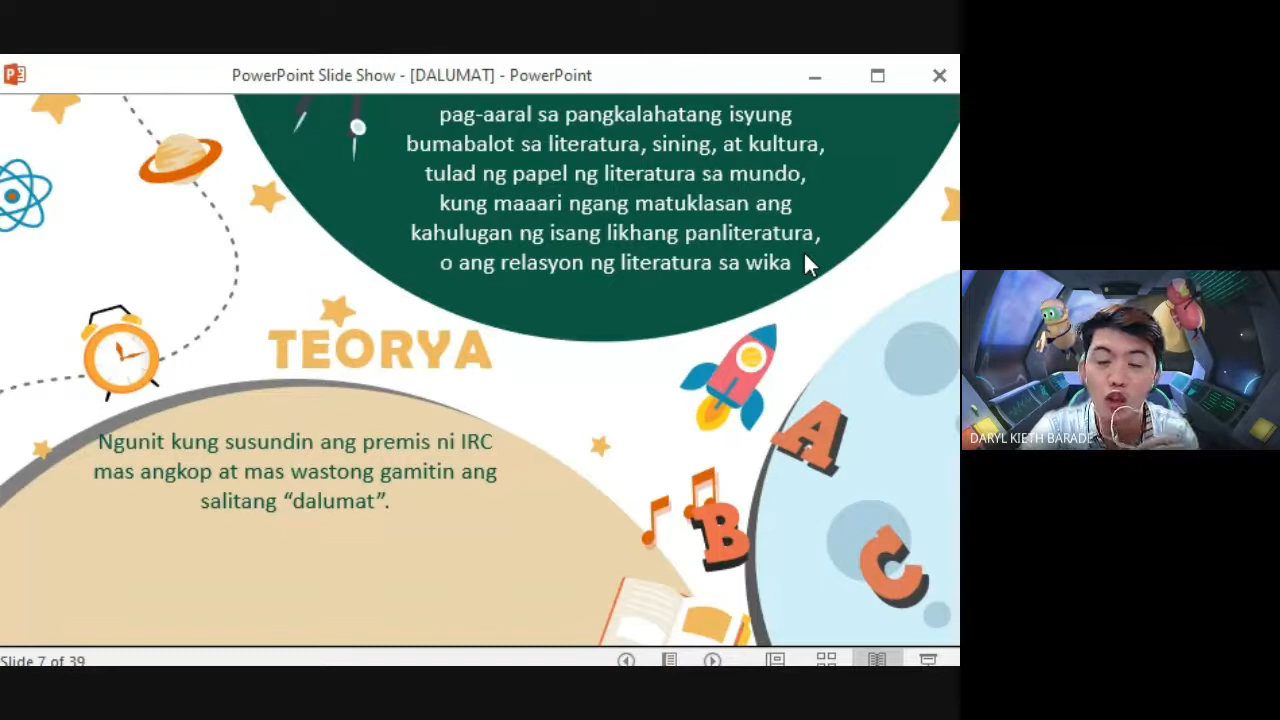 PowerPoint Slide Show - [DALUMAT] - PowerPoint
pag-aaral sa pangkalahatang isyung
bumabalot sa literatura, sining, at kultura,
tulad ng papel ng literatura sa mundo,
kung maaari ngang matuklasan ang
kahulugan ng isang likhang panliteratura,
o ang relasyon ng literatura sa wika
TEORYA
Ngunit kung susundin ang premis ni IRC
mas angkop at mas wastong gamitin ang
salitang “dalumat”.
A
B
C
DARYL KIETH BARADE
Slide 7 of 39